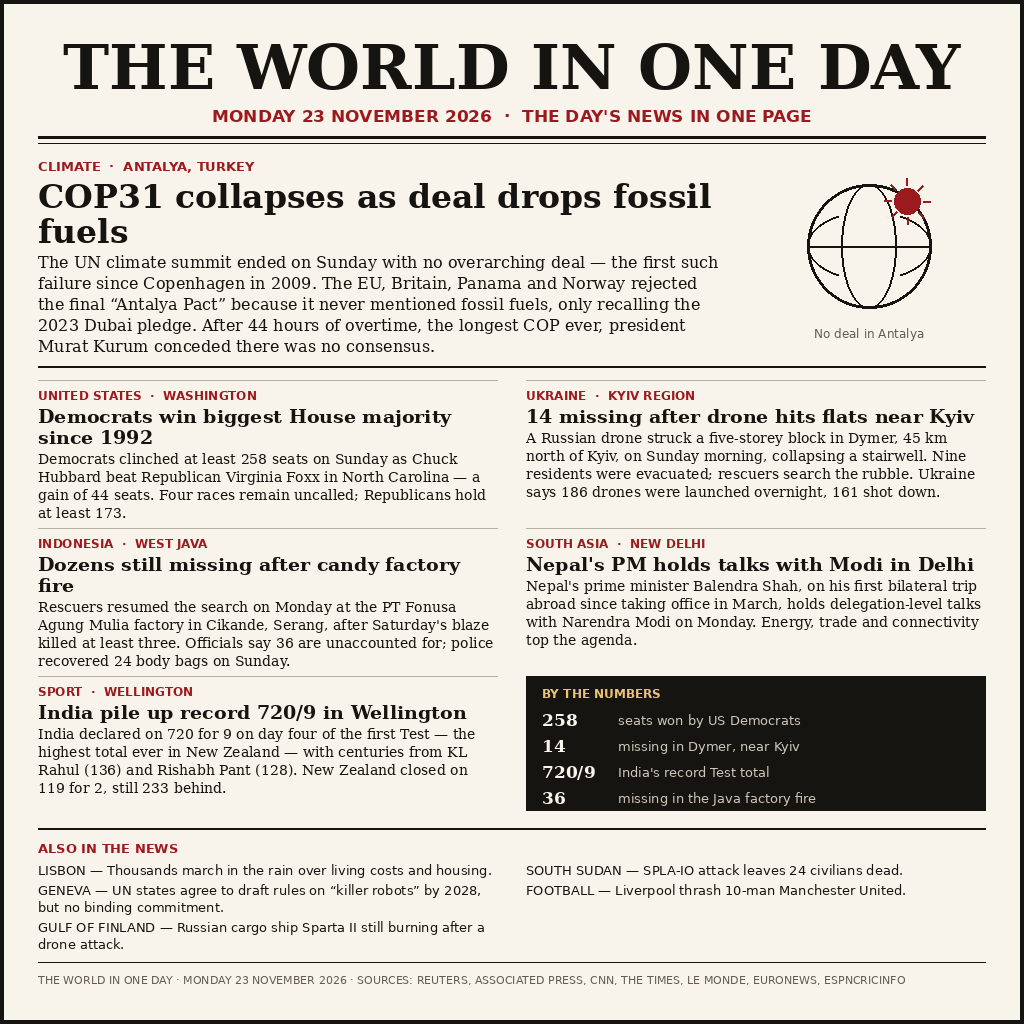 THE WORLD IN ONE DAY
MONDAY 23 NOVEMBER 2026 · THE DAY'S NEWS IN ONE PAGE
CLIMATE · ANTALYA, TURKEY
COP31 collapses as deal drops fossil
fuels
The UN climate summit ended on Sunday with no overarching deal — the first such
failure since Copenhagen in 2009. The EU, Britain, Panama and Norway rejected
the final “Antalya Pact” because it never mentioned fossil fuels, only recalling the
2023 Dubai pledge. After 44 hours of overtime, the longest COP ever, president
Murat Kurum conceded there was no consensus.
No deal in Antalya
UNITED STATES · WASHINGTON
Democrats win biggest House majority
since 1992
Democrats clinched at least 258 seats on Sunday as Chuck
Hubbard beat Republican Virginia Foxx in North Carolina — a
gain of 44 seats. Four races remain uncalled; Republicans hold
at least 173.
UKRAINE · KYIV REGION
14 missing after drone hits flats near Kyiv
A Russian drone struck a five-storey block in Dymer, 45 km
north of Kyiv, on Sunday morning, collapsing a stairwell. Nine
residents were evacuated; rescuers search the rubble. Ukraine
says 186 drones were launched overnight, 161 shot down.
INDONESIA · WEST JAVA
Dozens still missing after candy factory
fire
Rescuers resumed the search on Monday at the PT Fonusa
Agung Mulia factory in Cikande, Serang, after Saturday's blaze
killed at least three. Officials say 36 are unaccounted for; police
recovered 24 body bags on Sunday.
SOUTH ASIA · NEW DELHI
Nepal's PM holds talks with Modi in Delhi
Nepal's prime minister Balendra Shah, on his first bilateral trip
abroad since taking office in March, holds delegation-level talks
with Narendra Modi on Monday. Energy, trade and connectivity
top the agenda.
SPORT · WELLINGTON
India pile up record 720/9 in Wellington
India declared on 720 for 9 on day four of the first Test — the
highest total ever in New Zealand — with centuries from KL
Rahul (136) and Rishabh Pant (128). New Zealand closed on
119 for 2, still 233 behind.
BY THE NUMBERS
258 seats won by US Democrats
14 missing in Dymer, near Kyiv
720/9 India's record Test total
36 missing in the Java factory fire
ALSO IN THE NEWS
LISBON — Thousands march in the rain over living costs and housing.
GENEVA — UN states agree to draft rules on “killer robots” by 2028,
but no binding commitment.
GULF OF FINLAND — Russian cargo ship Sparta II still burning after a
drone attack.
SOUTH SUDAN — SPLA-IO attack leaves 24 civilians dead.
FOOTBALL — Liverpool thrash 10-man Manchester United.
THE WORLD IN ONE DAY · MONDAY 23 NOVEMBER 2026 · SOURCES: REUTERS, ASSOCIATED PRESS, CNN, THE TIMES, LE MONDE, EURONEWS, ESPNCRICINFO